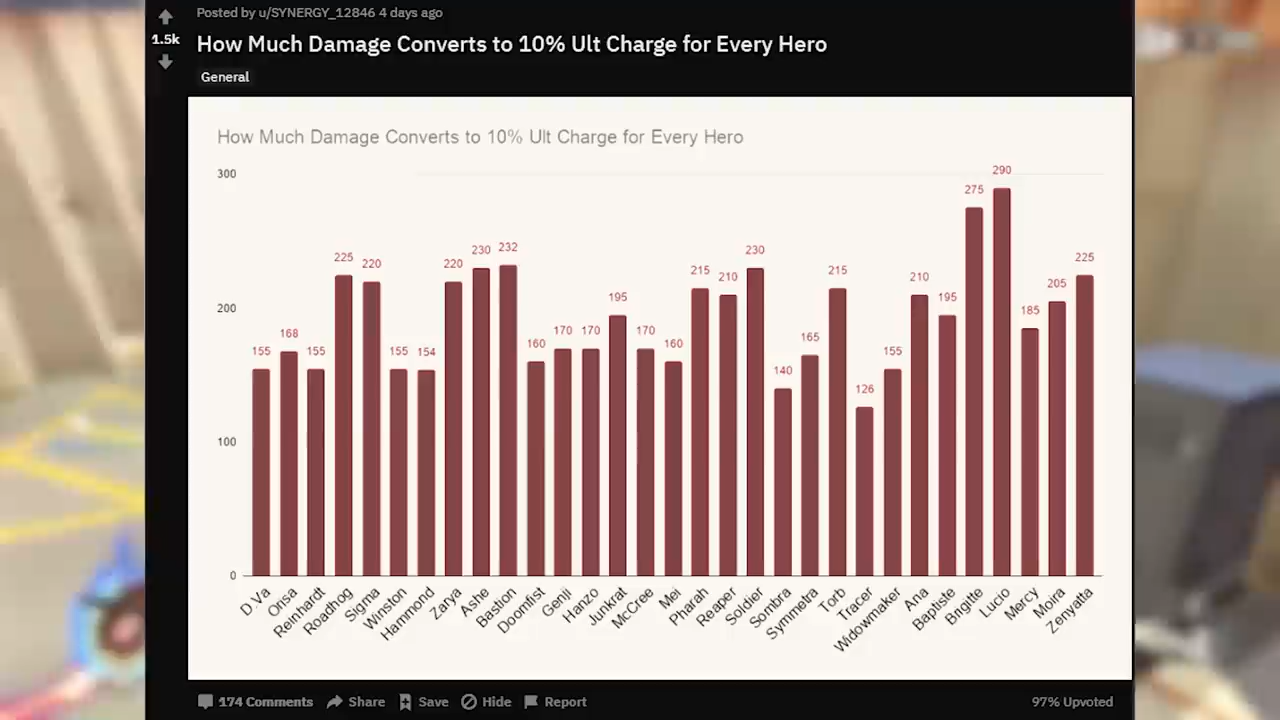 Posted by u/SYNERGY_12846 4 days ago
1.5k
How Much Damage Converts to 10% Ult Charge for Every Hero
General
How Much Damage Converts to 10% Ult Charge for Every Hero
300
200
100
0
155
168
155
225
220
155
154
220
230
232
160
170
170
195
170
160
215
210
230
140
165
215
126
155
210
195
275
290
185
205
225
D.Va
Orisa
Reinhardt
Roadhog
Sigma
Winston
Hammond
Zarya
Ashe
Bastion
Doomfist
Genji
Hanzo
Junkrat
McCree
Mei
Pharah
Reaper
Soldier
Sombra
Symmetra
Torb
Tracer
Widowmaker
Ana
Baptiste
Brigitte
Lucio
Mercy
Moira
Zenyatta
174 Comments Share Save Hide Report 97% Upvoted